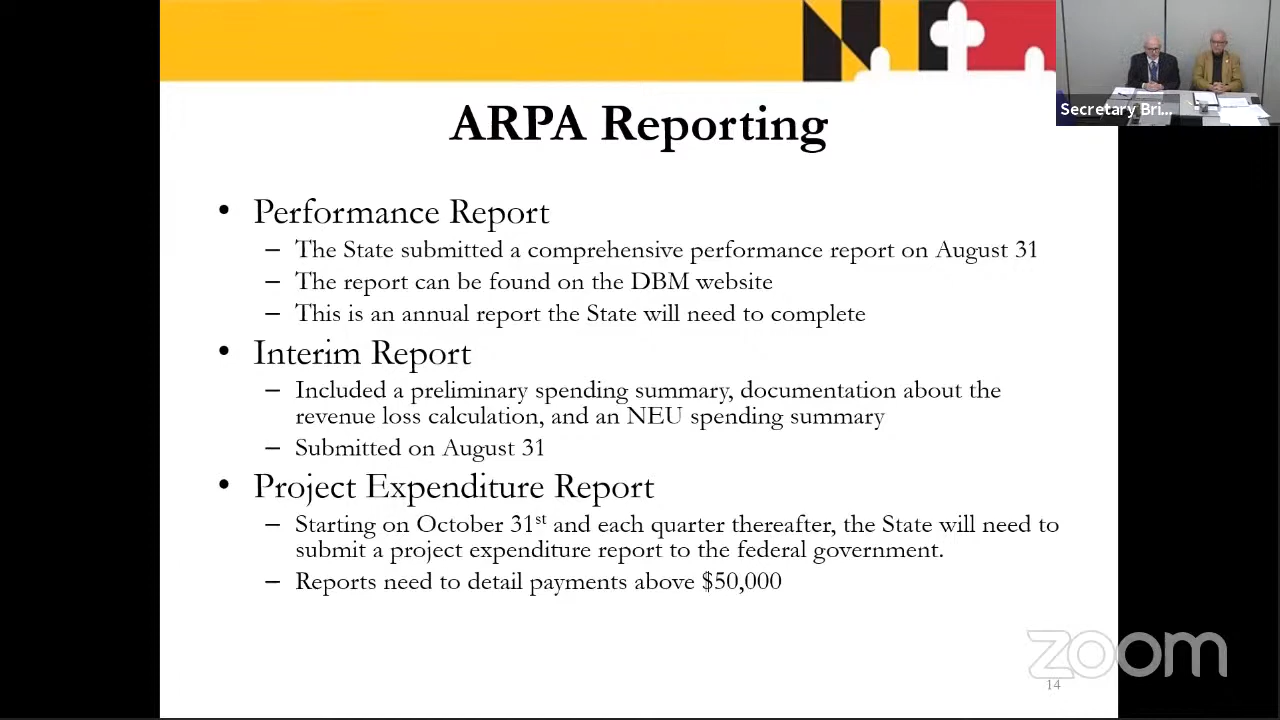 ARPA Reporting
Secretary Bri...
• Performance Report
– The State submitted a comprehensive performance report on August 31
– The report can be found on the DBM website
– This is an annual report the State will need to complete
• Interim Report
– Included a preliminary spending summary, documentation about the
revenue loss calculation, and an NEU spending summary
– Submitted on August 31
• Project Expenditure Report
– Starting on October 31st and each quarter thereafter, the State will need to
submit a project expenditure report to the federal government.
– Reports need to detail payments above $50,000
zoom
14